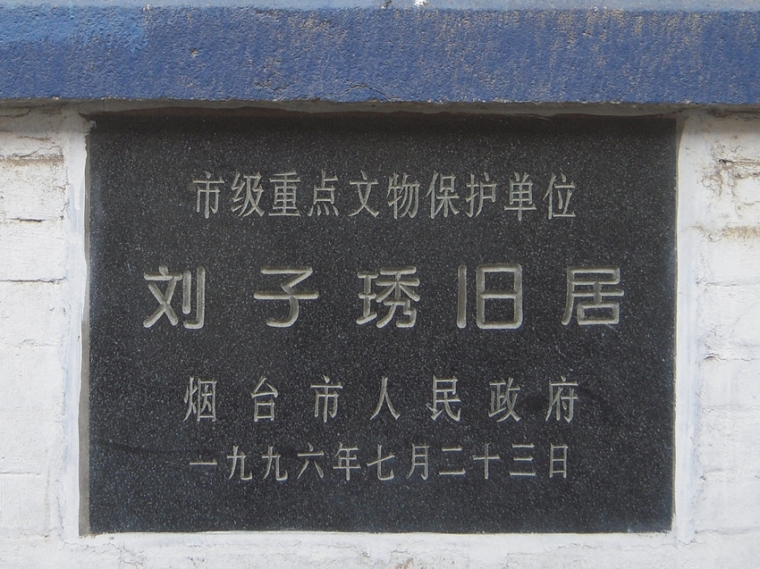 市级重点文物保护单位
刘子琇旧居
烟台市人民政府
一九九六年七月二十三日